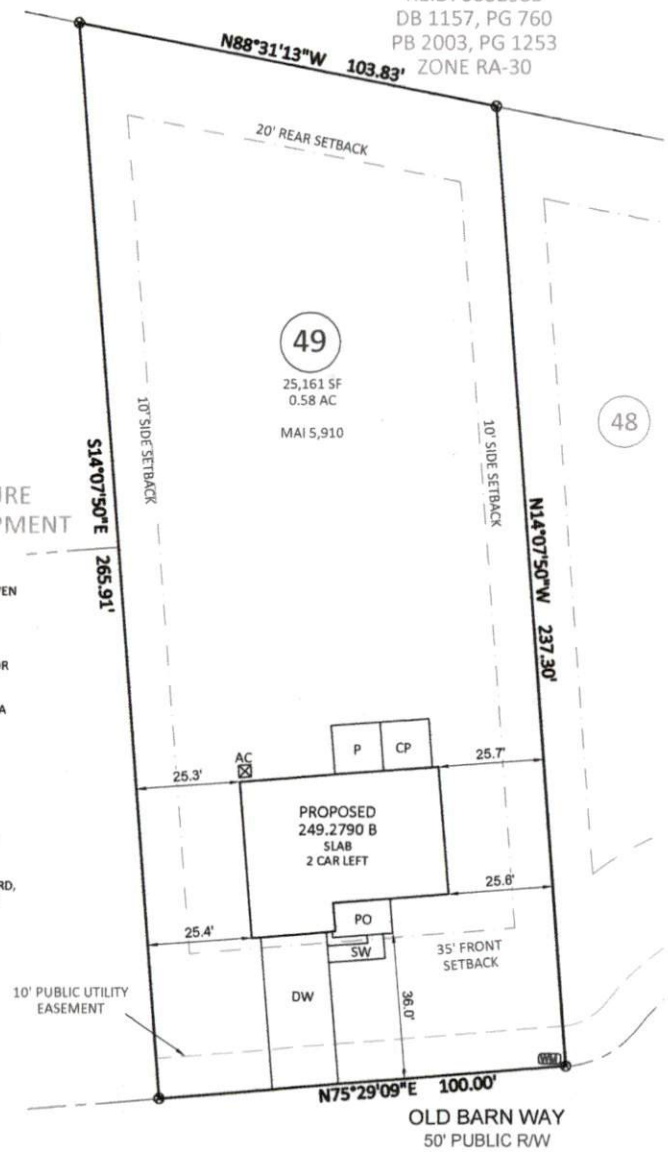 DB 1157, PG 760
PB 2003, PG 1253
ZONE RA-30
N88°31'13"W 103.83'
20' REAR SETBACK
49
25,161 SF
0.58 AC
MAI 5,910
48
10' SIDE SETBACK
10' SIDE SETBACK
S14°07'50"E 265.91'
N14°07'50"W 237.30'
URE
PMENT
EN
OR
A
RD,
P
CP
AC
25.3'
25.7'
PROPOSED
249.2790 B
SLAB
2 CAR LEFT
25.6'
25.4'
PO
SW
35' FRONT
SETBACK
10' PUBLIC UTILITY
EASEMENT
DW
36.0'
WM
N75°29'09"E 100.00'
OLD BARN WAY
50' PUBLIC R/W